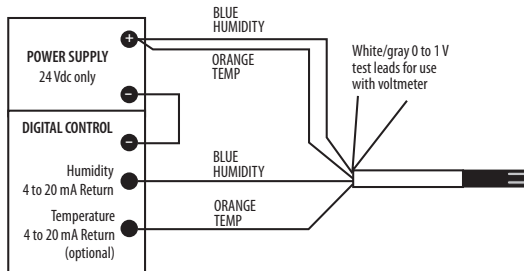 BLUE
HUMIDITY
+
POWER SUPPLY
24 Vdc only
ORANGE
TEMP
White/gray 0 to 1 V
test leads for use
with voltmeter
−
DIGITAL CONTROL
−
Humidity
4 to 20 mA Return
BLUE
HUMIDITY
Temperature
4 to 20 mA Return
(optional)
ORANGE
TEMP